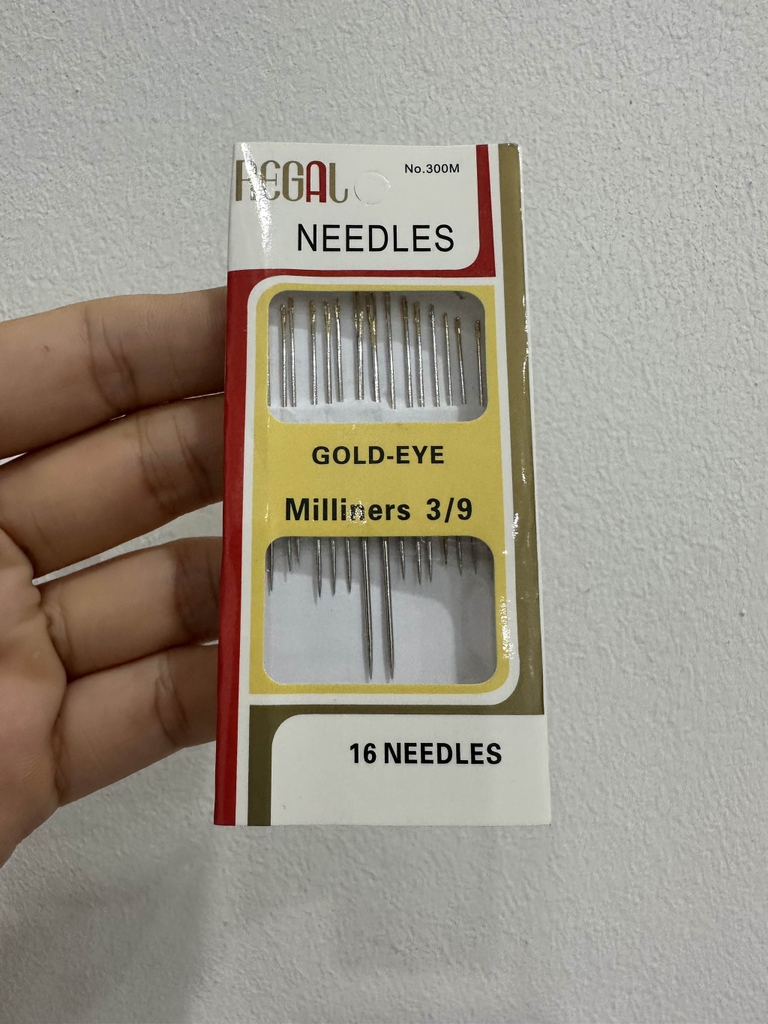 REGAL
No.300M
NEEDLES
GOLD-EYE
Milliners 3/9
16 NEEDLES